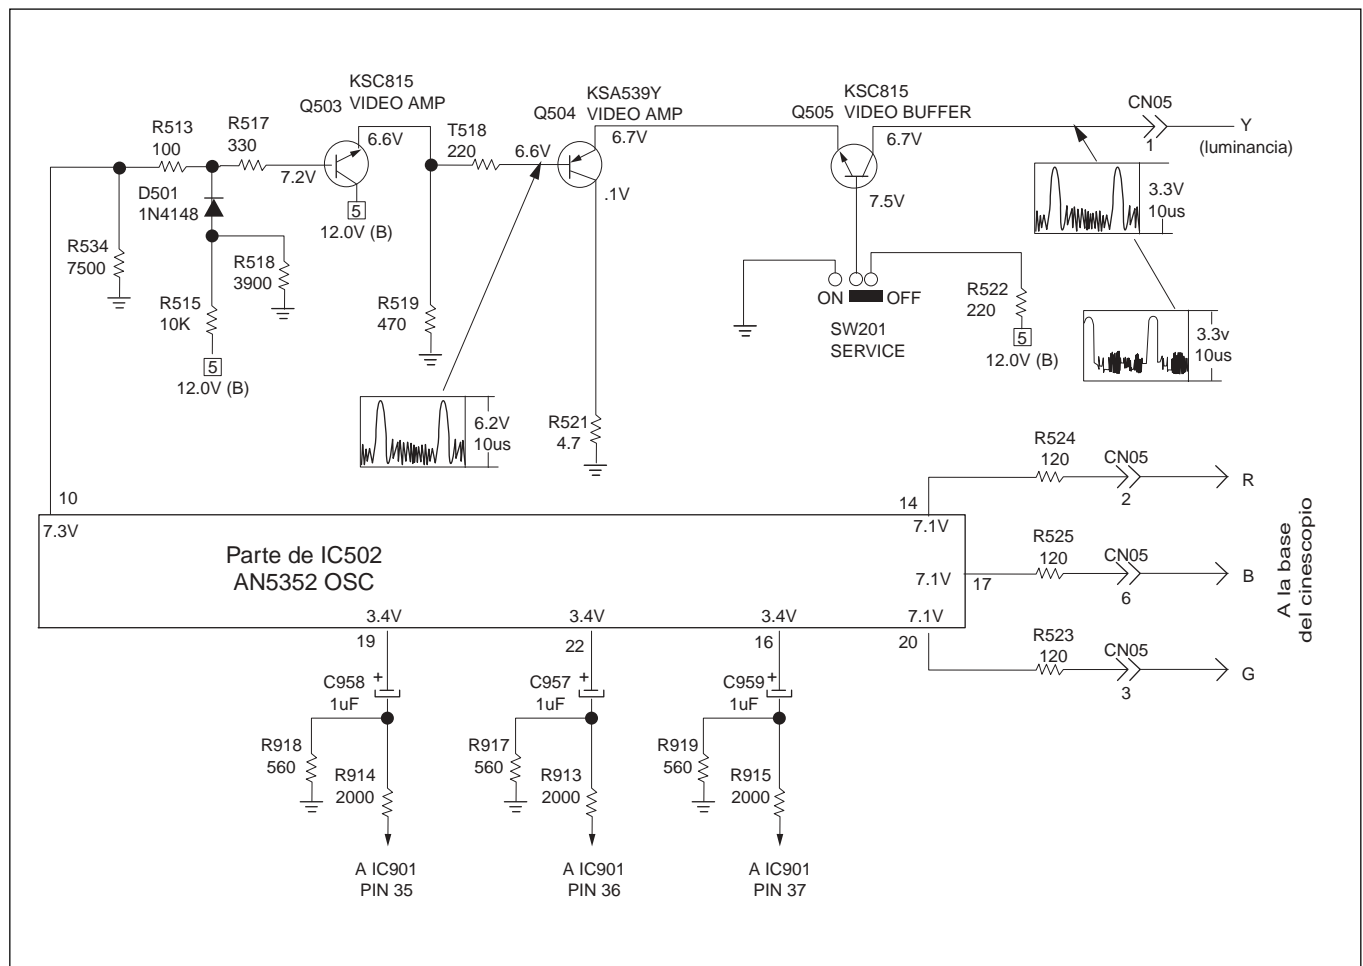 KSC815
VIDEO AMP
Q503
R513
100
R517
330
6.6V
7.2V
5
12.0V (B)
D501
1N4148
R534
7500
R518
3900
R515
10K
5
12.0V (B)
T518
220
R519
470
6.6V
KSA539Y
VIDEO AMP
Q504
6.7V
.1V
6.2V
10us
R521
4.7
KSC815
VIDEO BUFFER
Q505
6.7V
7.5V
ON
OFF
SW201
SERVICE
R522
220
5
12.0V (B)
CN05
1
Y
(luminancia)
3.3V
10us
3.3v
10us
10
7.3V
Parte de IC502
AN5352 OSC
14
7.1V
7.1V
17
7.1V
20
R524
120
CN05
2
R
R525
120
CN05
6
B
R523
120
CN05
3
G
A la base
del cinescopio
3.4V
19
3.4V
22
3.4V
16
C958
1uF
+
R918
560
R914
2000
A IC901
PIN 35
C957
1uF
+
R917
560
R913
2000
A IC901
PIN 36
C959
1uF
+
R919
560
R915
2000
A IC901
PIN 37